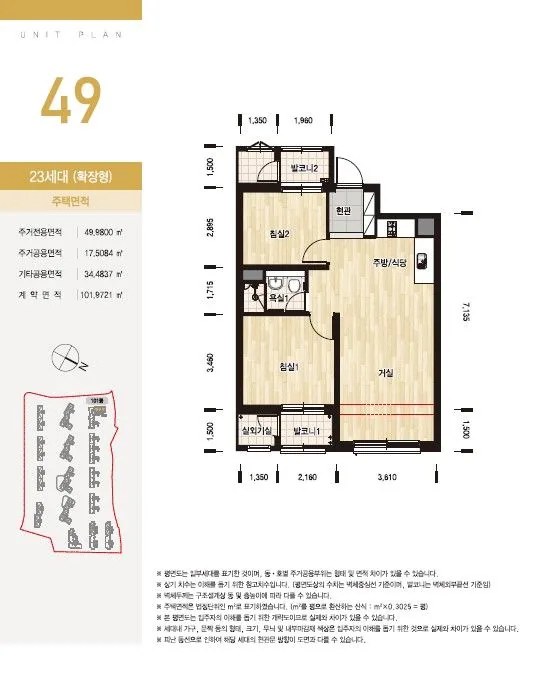 UNIT PLAN
49
23세대 (확장형)
주택면적
주거전용면적 49.9800 ㎡
주거공용면적 17.5084 ㎡
기타공용면적 34.4837 ㎡
계 약 면 적 101.9721 ㎡
N
101동
1,350 1,960
1,500
발코니2
현관
2,895
침실2
주방/식당
1,715
욕실1
7,135
3,460
침실1
거실
1,500
실외기실
발코니1
1,500
1,350 2,160 3,610
※ 평면도는 일부세대를 표기한 것이며, 동·호별 주거공용부위는 형태 및 면적 차이가 있을 수 있습니다.
※ 상기 치수는 이해를 돕기 위한 참고치수입니다. (평면도상의 수치는 벽체중심선 기준이며, 발코니는 벽체외부끝선 기준임)
※ 벽체두께는 구조설계상 동 및 층높이에 따라 다를 수 있습니다.
※ 주택면적은 법정단위인 m²로 표기하였습니다. (m²를 평으로 환산하는 산식 : m²×0.3025 = 평)
※ 본 평면도는 입주자의 이해를 돕기 위한 개략도이므로 실제와 차이가 있을 수 있습니다.
※ 세대내 가구, 문짝 등의 형태, 크기, 무늬 및 내부마감재 색상은 입주자의 이해를 돕기 위한 것으로 실제와 차이가 있을 수 있습니다.
※ 피난 동선으로 인하여 해당 세대의 현관문 방향이 도면과 다를 수 있습니다.